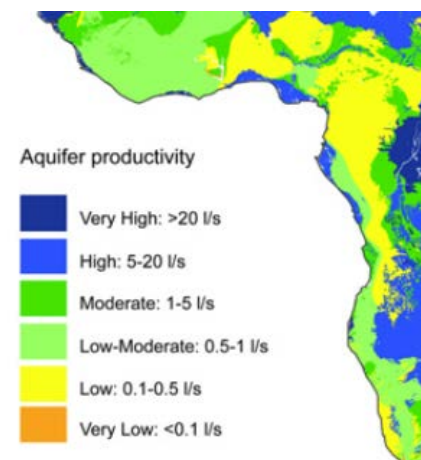 Aquifer productivity
Very High: >20 l/s
High: 5-20 l/s
Moderate: 1-5 l/s
Low-Moderate: 0.5-1 l/s
Low: 0.1-0.5 l/s
Very Low: <0.1 l/s